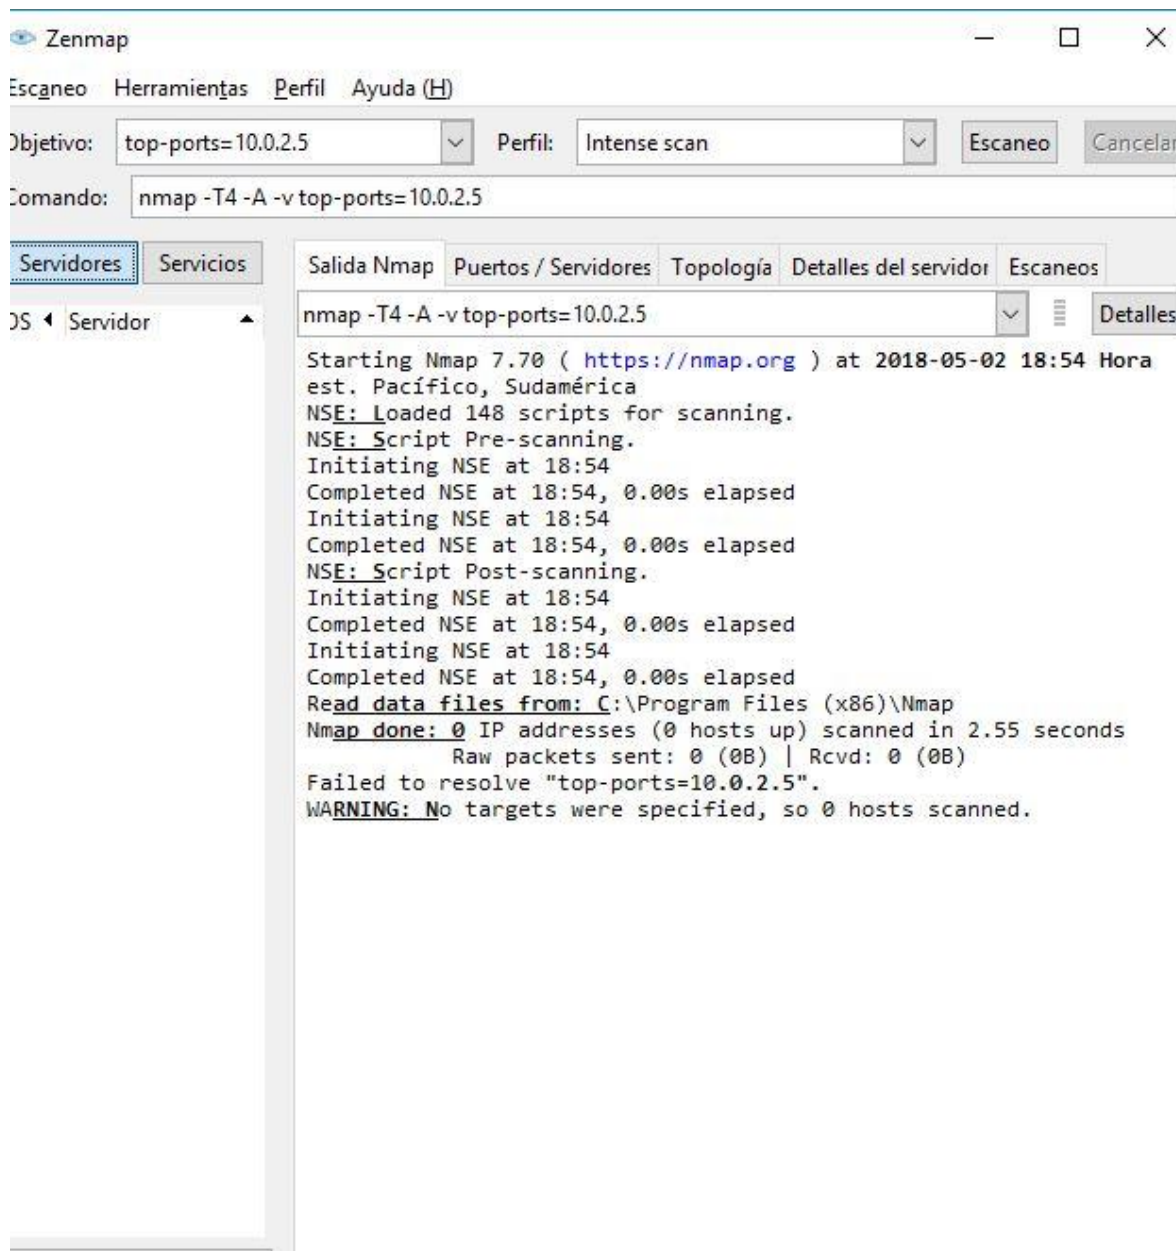 Zenmap
Escaneo Herramientas Perfil Ayuda (H)
Objetivo: top-ports=10.0.2.5 Perfil: Intense scan Escaneo Cancelar
Comando: nmap -T4 -A -v top-ports=10.0.2.5
Servidores Servicios Salida Nmap Puertos / Servidores Topología Detalles del servidor Escaneos
OS Servidor nmap -T4 -A -v top-ports=10.0.2.5 Detalles
Starting Nmap 7.70 ( https://nmap.org ) at 2018-05-02 18:54 Hora
est. Pacífico, Sudamérica
NSE: Loaded 148 scripts for scanning.
NSE: Script Pre-scanning.
Initiating NSE at 18:54
Completed NSE at 18:54, 0.00s elapsed
Initiating NSE at 18:54
Completed NSE at 18:54, 0.00s elapsed
NSE: Script Post-scanning.
Initiating NSE at 18:54
Completed NSE at 18:54, 0.00s elapsed
Initiating NSE at 18:54
Completed NSE at 18:54, 0.00s elapsed
Read data files from: C:\Program Files (x86)\Nmap
Nmap done: 0 IP addresses (0 hosts up) scanned in 2.55 seconds
Raw packets sent: 0 (0B) | Rcvd: 0 (0B)
Failed to resolve "top-ports=10.0.2.5".
WARNING: No targets were specified, so 0 hosts scanned.